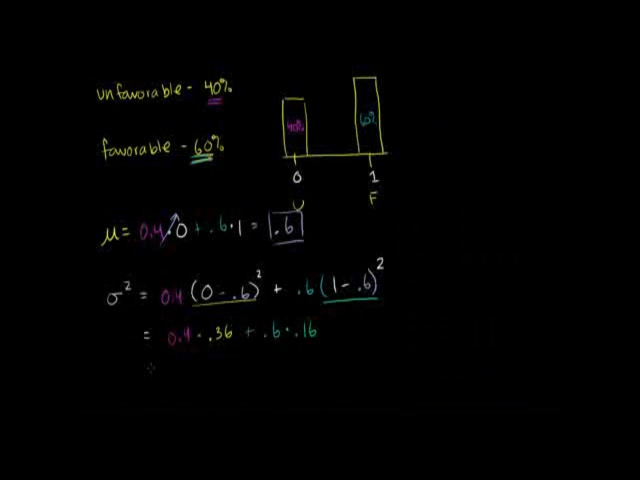 unfavorable - 40%
favorable - 60%
40% 60%
0 1
U F
μ = 0.4 · 0 + .6 · 1 = .6
σ² = 0.4 (0 - .6)² + .6 (1 - .6)²
= 0.4 · .36 + .6 · .16